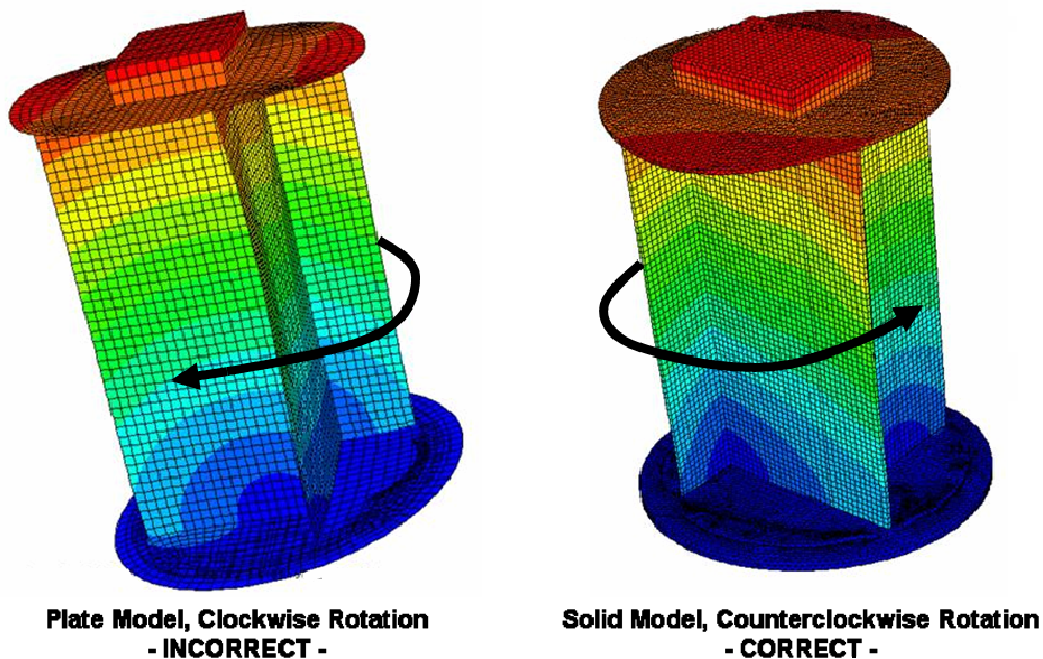 Plate Model, Clockwise Rotation
- INCORRECT -
Solid Model, Counterclockwise Rotation
- CORRECT -